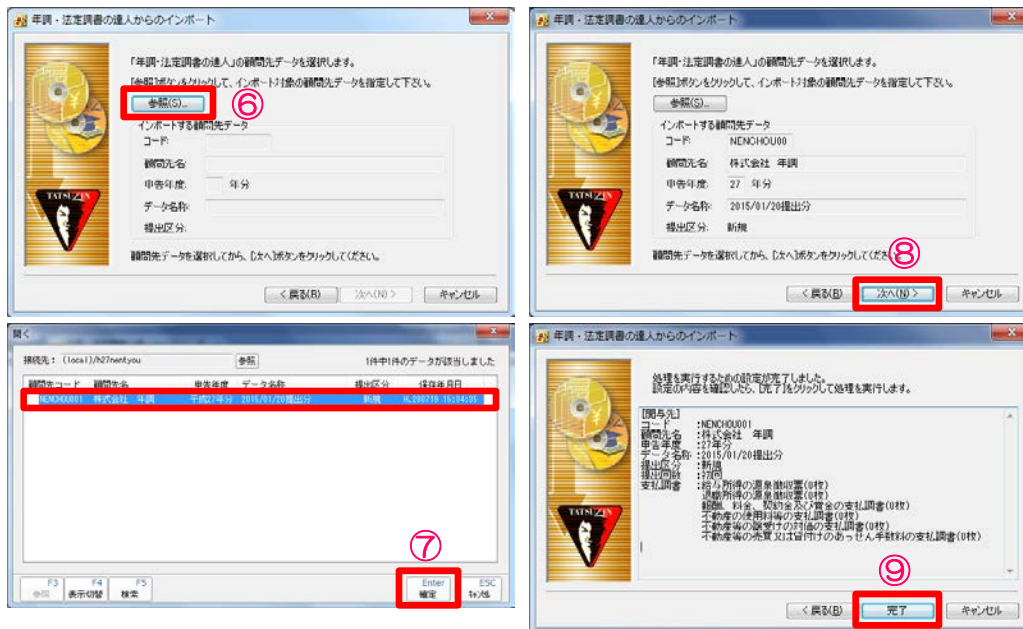 年調・法定調書の達人からのインポート
「年調・法定調書の達人」の顧問先データを選択します。
[参照]ボタンをクリックして、インポート対象の顧問先データを指定して下さい。
参照(S)...
⑥
インポートする顧問先データ
コード:
顧問先名:
申告年度: 年分
データ名称:
提出区分:
TATSUZIN
顧問先データを選択してから、[次へ]ボタンをクリックしてください。
< 戻る(B)
次へ(N) >
キャンセル
年調・法定調書の達人からのインポート
「年調・法定調書の達人」の顧問先データを選択します。
[参照]ボタンをクリックして、インポート対象の顧問先データを指定して下さい。
参照(S)...
インポートする顧問先データ
コード: NENCHOU00
顧問先名: 株式会社 年調
申告年度: 27 年分
データ名称: 2015/01/20提出分
提出区分: 新規
TATSUZIN
顧問先データを選択してから、[次へ]ボタンをクリックしてください。
⑧
< 戻る(B)
次へ(N) >
キャンセル
開く
接続先: (local)/h27nentyou
参照
1件中1件のデータが該当しました
顧問先コード 顧問先名 申告年度 データ名称 提出区分 保存年月日
NENCHOU001 株式会社 年調 平成27年分 2015/01/20提出分 新規 H.280719 15:04:05
⑦
F3 参照
F4 表示切替
F5 検索
Enter 確定
ESC キャンセル
年調・法定調書の達人からのインポート
処理を実行するための設定が完了しました。
設定の内容を確認したら、[完了]をクリックして処理を実行します。
[関与先]
コード :NENCHOU001
顧問先名 :株式会社 年調
申告年度 :27年分
データ名称 :2015/01/20提出分
提出区分 :新規
提出回数 :初回
支払調書 :給与所得の源泉徴収票(0枚)
退職所得の源泉徴収票(0枚)
報酬、料金、契約金及び賞金の支払調書(0枚)
不動産の使用料等の支払調書(0枚)
不動産等の譲受けの対価の支払調書(0枚)
不動産等の売買又は貸付けのあっせん手数料の支払調書(0枚)
TATSUZIN
⑨
< 戻る(B)
完了
キャンセル